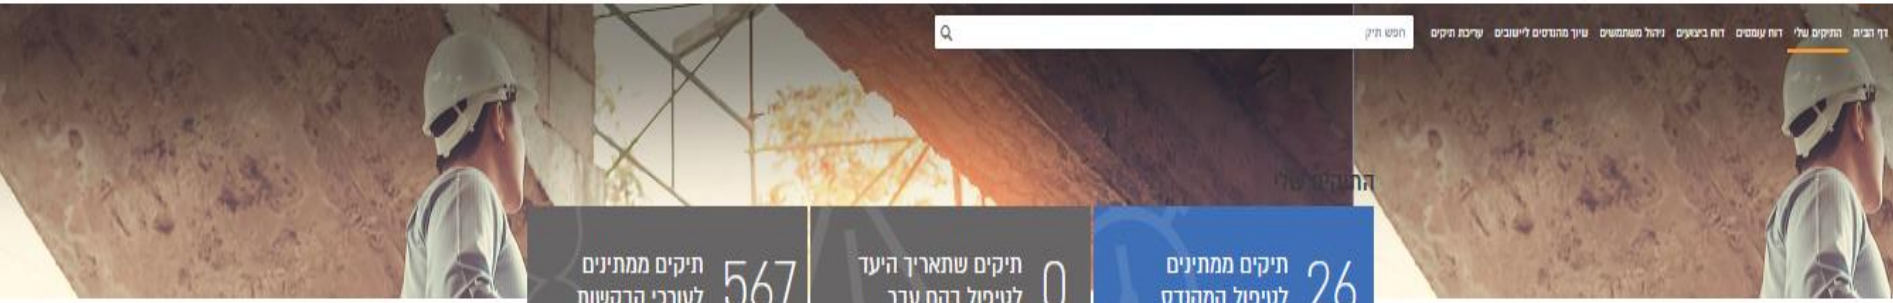 דף הבית התיקים שלי דוח עומסים דוח ביצועים ניהול משתמשים שיוך מהנדסים ליישובים עריכת תיקים
חפש תיק
התיקים שלי
26 תיקים ממתינים
לטיפול המהנדס
0 תיקים שתאריך היעד
לטיפול בהם עבר
567 תיקים ממתינים
לעורכי הבקשות